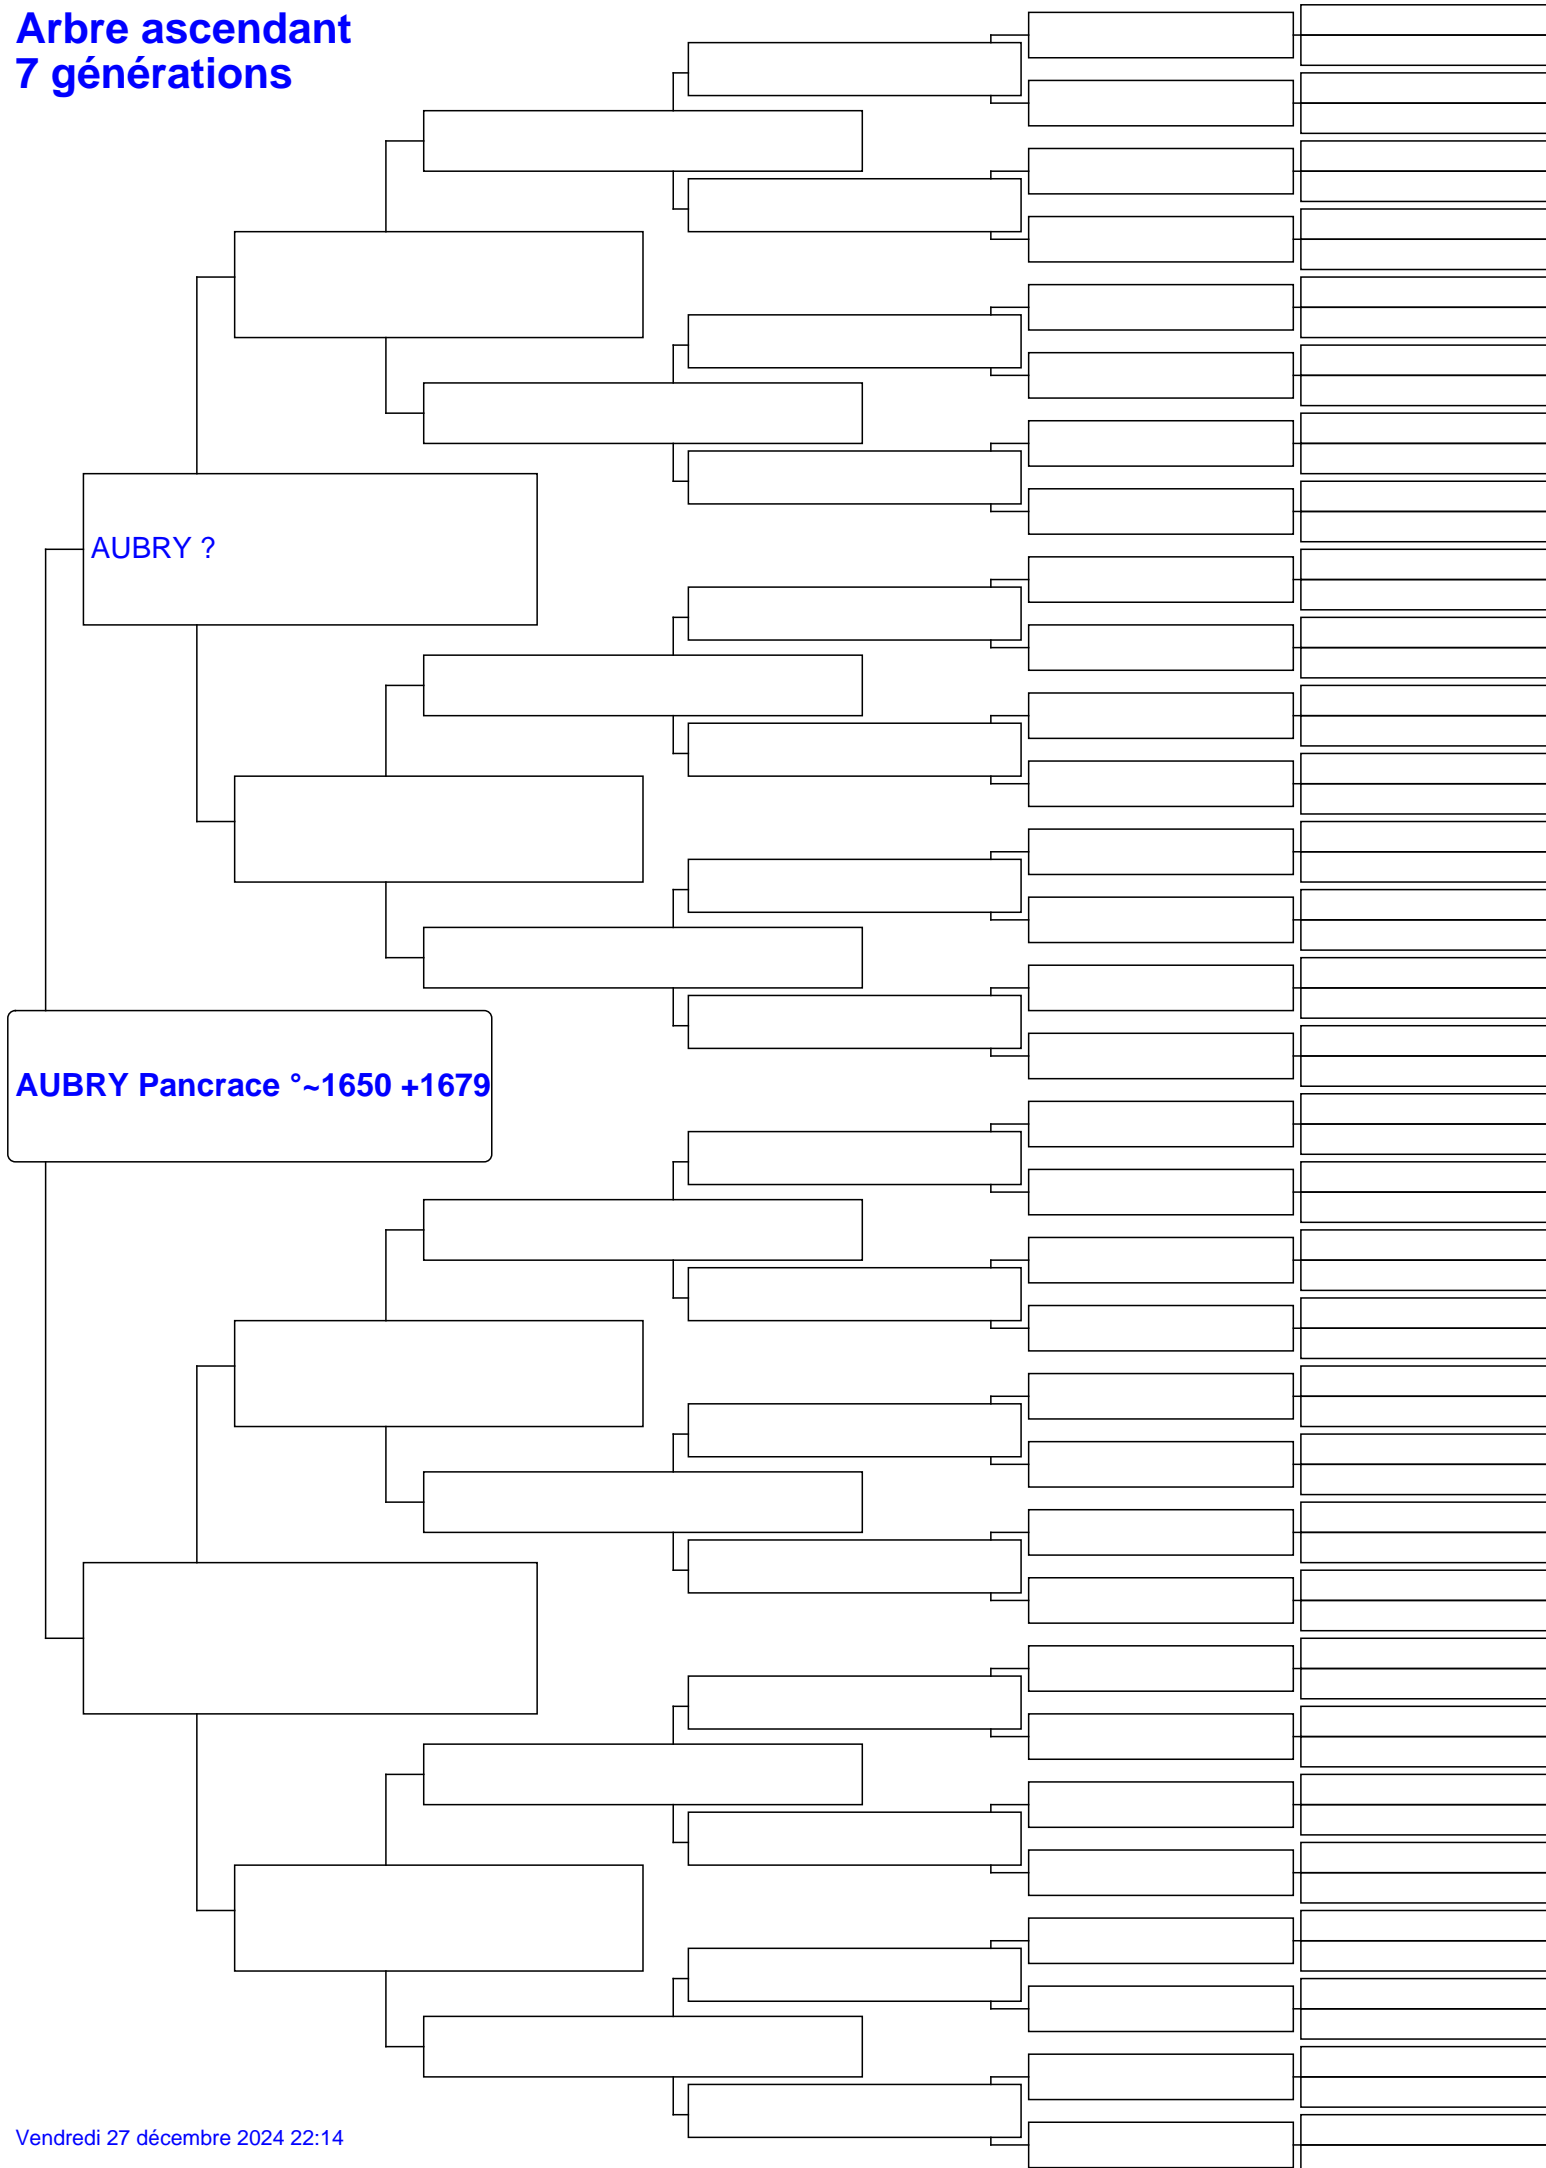 Arbre ascendant
7 générations
AUBRY ?
AUBRY Pancrace °~1650 +1679
Vendredi 27 décembre 2024 22:14